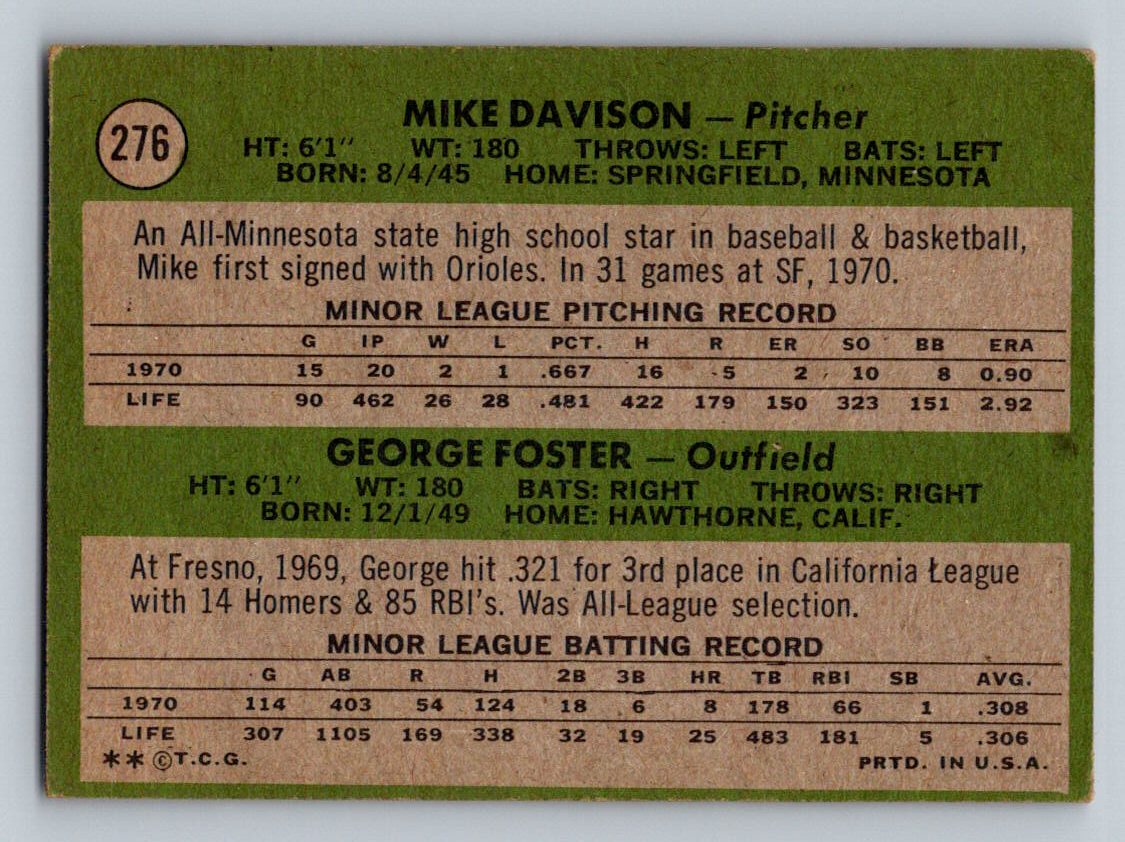 276
MIKE DAVISON — Pitcher
HT: 6'1" WT: 180 THROWS: LEFT BATS: LEFT
BORN: 8/4/45 HOME: SPRINGFIELD, MINNESOTA
An All-Minnesota state high school star in baseball & basketball,
Mike first signed with Orioles. In 31 games at SF, 1970.
MINOR LEAGUE PITCHING RECORD
G IP W L PCT. H R ER SO BB ERA
1970 15 20 2 1 .667 16 5 2 10 8 0.90
LIFE 90 462 26 28 .481 422 179 150 323 151 2.92
GEORGE FOSTER — Outfield
HT: 6'1" WT: 180 BATS: RIGHT THROWS: RIGHT
BORN: 12/1/49 HOME: HAWTHORNE, CALIF.
At Fresno, 1969, George hit .321 for 3rd place in California League
with 14 Homers & 85 RBI's. Was All-League selection.
MINOR LEAGUE BATTING RECORD
G AB R H 2B 3B HR TB RBI SB AVG.
1970 114 403 54 124 18 6 8 178 66 1 .308
LIFE 307 1105 169 338 32 19 25 483 181 5 .306
** ©T.C.G. PRTD. IN U.S.A.